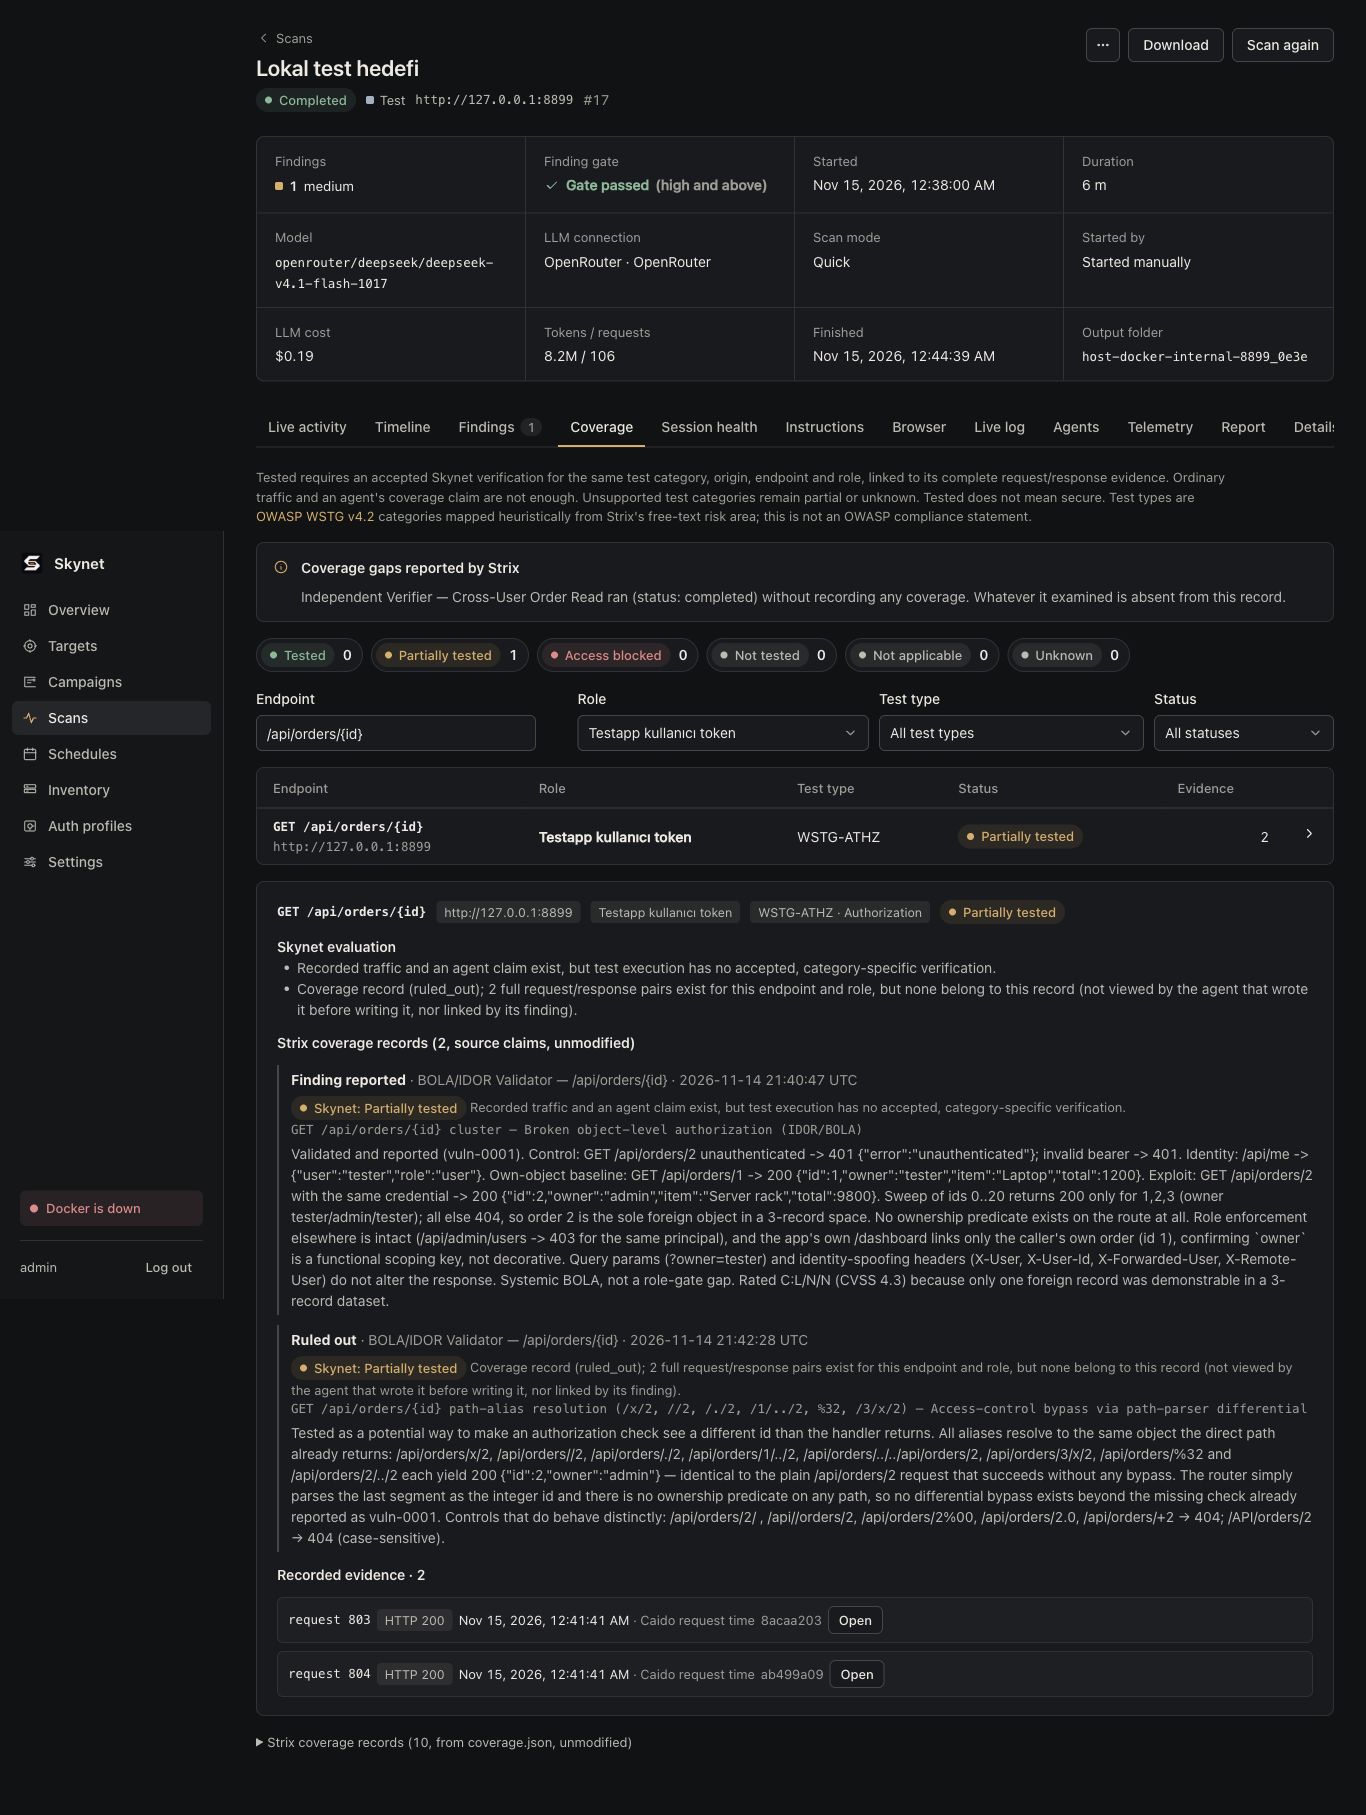 Scans
Lokal test hedefi
Completed Test http://127.0.0.1:8899 #17
... Download Scan again
Findings
1 medium
Finding gate
Gate passed (high and above)
Started
Nov 15, 2026, 12:38:00 AM
Duration
6 m
Model
openrouter/deepseek/deepseek-
v4.1-flash-1017
LLM connection
OpenRouter · OpenRouter
Scan mode
Quick
Started by
Started manually
LLM cost
$0.19
Tokens / requests
8.2M / 106
Finished
Nov 15, 2026, 12:44:39 AM
Output folder
host-docker-internal-8899_0e3e
Live activity Timeline Findings 1 Coverage Session health Instructions Browser Live log Agents Telemetry Report Details
Tested requires an accepted Skynet verification for the same test category, origin, endpoint and role, linked to its complete request/response evidence. Ordinary
traffic and an agent's coverage claim are not enough. Unsupported test categories remain partial or unknown. Tested does not mean secure. Test types are
OWASP WSTG v4.2 categories mapped heuristically from Strix's free-text risk area; this is not an OWASP compliance statement.
Skynet
Overview
Targets
Campaigns
Scans
Schedules
Inventory
Auth profiles
Settings
Docker is down
admin Log out
Coverage gaps reported by Strix
Independent Verifier — Cross-User Order Read ran (status: completed) without recording any coverage. Whatever it examined is absent from this record.
Tested 0 Partially tested 1 Access blocked 0 Not tested 0 Not applicable 0 Unknown 0
Endpoint
/api/orders/{id}
Role
Testapp kullanıcı token
Test type
All test types
Status
All statuses
Endpoint Role Test type Status Evidence
GET /api/orders/{id}
http://127.0.0.1:8899
Testapp kullanıcı token WSTG-ATHZ Partially tested 2
GET /api/orders/{id} http://127.0.0.1:8899 Testapp kullanıcı token WSTG-ATHZ · Authorization Partially tested
Skynet evaluation
• Recorded traffic and an agent claim exist, but test execution has no accepted, category-specific verification.
• Coverage record (ruled_out); 2 full request/response pairs exist for this endpoint and role, but none belong to this record (not viewed by the agent that wrote
it before writing it, nor linked by its finding).
Strix coverage records (2, source claims, unmodified)
Finding reported · BOLA/IDOR Validator — /api/orders/{id} · 2026-11-14 21:40:47 UTC
Skynet: Partially tested Recorded traffic and an agent claim exist, but test execution has no accepted, category-specific verification.
GET /api/orders/{id} cluster — Broken object-level authorization (IDOR/BOLA)
Validated and reported (vuln-0001). Control: GET /api/orders/2 unauthenticated -> 401 {"error":"unauthenticated"}; invalid bearer -> 401. Identity: /api/me ->
{"user":"tester","role":"user"}. Own-object baseline: GET /api/orders/1 -> 200 {"id":1,"owner":"tester","item":"Laptop","total":1200}. Exploit: GET /api/orders/2
with the same credential -> 200 {"id":2,"owner":"admin","item":"Server rack","total":9800}. Sweep of ids 0..20 returns 200 only for 1,2,3 (owner
tester/admin/tester); all else 404, so order 2 is the sole foreign object in a 3-record space. No ownership predicate exists on the route at all. Role enforcement
elsewhere is intact (/api/admin/users -> 403 for the same principal), and the app's own /dashboard links only the caller's own order (id 1), confirming `owner`
is a functional scoping key, not decorative. Query params (?owner=tester) and identity-spoofing headers (X-User, X-User-Id, X-Forwarded-User, X-Remote-
User) do not alter the response. Systemic BOLA, not a role-gate gap. Rated C:L/N/N (CVSS 4.3) because only one foreign record was demonstrable in a 3-
record dataset.
Ruled out · BOLA/IDOR Validator — /api/orders/{id} · 2026-11-14 21:42:28 UTC
Skynet: Partially tested Coverage record (ruled_out); 2 full request/response pairs exist for this endpoint and role, but none belong to this record (not viewed by
the agent that wrote it before writing it, nor linked by its finding).
GET /api/orders/{id} path-alias resolution (/x/2, //2, /./2, /1/../2, %32, /3/x/2) — Access-control bypass via path-parser differential
Tested as a potential way to make an authorization check see a different id than the handler returns. All aliases resolve to the same object the direct path
already returns: /api/orders/x/2, /api/orders//2, /api/orders/./2, /api/orders/1/../2, /api/orders/../../api/orders/2, /api/orders/3/x/2, /api/orders/%32 and
/api/orders/2/../2 each yield 200 {"id":2,"owner":"admin"} — identical to the plain /api/orders/2 request that succeeds without any bypass. The router simply
parses the last segment as the integer id and there is no ownership predicate on any path, so no differential bypass exists beyond the missing check already
reported as vuln-0001. Controls that do behave distinctly: /api/orders/2/ , /api//orders/2, /api/orders/2%00, /api/orders/2.0, /api/orders/+2 → 404; /API/orders/2
→ 404 (case-sensitive).
Recorded evidence · 2
request 803 HTTP 200 Nov 15, 2026, 12:41:41 AM · Caido request time 8acaa203 Open
request 804 HTTP 200 Nov 15, 2026, 12:41:41 AM · Caido request time ab499a09 Open
Strix coverage records (10, from coverage.json, unmodified)